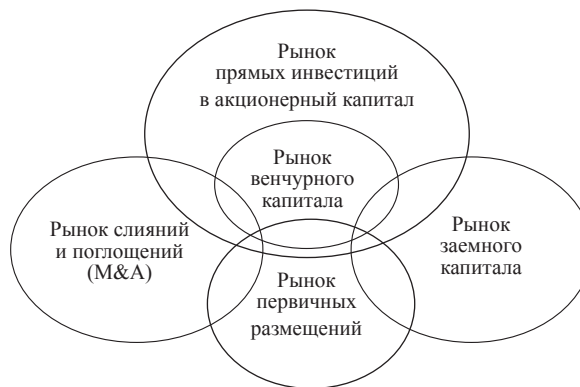 Рынок
прямых инвестиций
в акционерный капитал
Рынок
венчурного
капитала
Рынок слияний
и поглощений
(M&A)
Рынок
заемного
капитала
Рынок
первичных
размещений